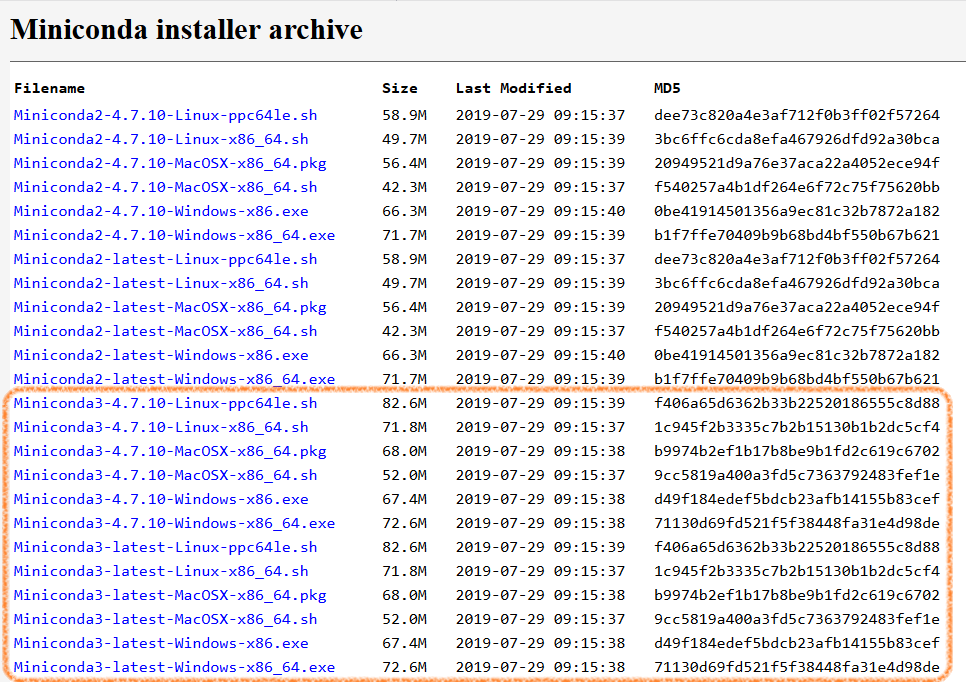 Miniconda installer archive
Filename Size Last Modified MD5
Miniconda2-4.7.10-Linux-ppc64le.sh 58.9M 2019-07-29 09:15:37 dee73c820a4e3af712f0b3ff02f57264
Miniconda2-4.7.10-Linux-x86_64.sh 49.7M 2019-07-29 09:15:39 3bc6ffc6cda8efa467926dfd92a30bca
Miniconda2-4.7.10-MacOSX-x86_64.pkg 56.4M 2019-07-29 09:15:39 20949521d9a76e37aca22a4052ece94f
Miniconda2-4.7.10-MacOSX-x86_64.sh 42.3M 2019-07-29 09:15:37 f540257a4b1df264e6f72c75f75620bb
Miniconda2-4.7.10-Windows-x86.exe 66.3M 2019-07-29 09:15:40 0be41914501356a9ec81c32b7872a182
Miniconda2-4.7.10-Windows-x86_64.exe 71.7M 2019-07-29 09:15:39 b1f7ffe70409b9b68bd4bf550b67b621
Miniconda2-latest-Linux-ppc64le.sh 58.9M 2019-07-29 09:15:37 dee73c820a4e3af712f0b3ff02f57264
Miniconda2-latest-Linux-x86_64.sh 49.7M 2019-07-29 09:15:39 3bc6ffc6cda8efa467926dfd92a30bca
Miniconda2-latest-MacOSX-x86_64.pkg 56.4M 2019-07-29 09:15:39 20949521d9a76e37aca22a4052ece94f
Miniconda2-latest-MacOSX-x86_64.sh 42.3M 2019-07-29 09:15:37 f540257a4b1df264e6f72c75f75620bb
Miniconda2-latest-Windows-x86.exe 66.3M 2019-07-29 09:15:40 0be41914501356a9ec81c32b7872a182
Miniconda2-latest-Windows-x86_64.exe 71.7M 2019-07-29 09:15:39 b1f7ffe70409b9b68bd4bf550b67b621
Miniconda3-4.7.10-Linux-ppc64le.sh 82.6M 2019-07-29 09:15:39 f406a65d6362b33b22520186555c8d88
Miniconda3-4.7.10-Linux-x86_64.sh 71.8M 2019-07-29 09:15:37 1c945f2b3335c7b2b15130b1b2dc5cf4
Miniconda3-4.7.10-MacOSX-x86_64.pkg 68.0M 2019-07-29 09:15:38 b9974b2ef1b17b8be9b1fd2c619c6702
Miniconda3-4.7.10-MacOSX-x86_64.sh 52.0M 2019-07-29 09:15:37 9cc5819a400a3fd5c7363792483fef1e
Miniconda3-4.7.10-Windows-x86.exe 67.4M 2019-07-29 09:15:38 d49f184edef5bdcb23afb14155b83cef
Miniconda3-4.7.10-Windows-x86_64.exe 72.6M 2019-07-29 09:15:38 71130d69fd521f5f38448fa31e4d98de
Miniconda3-latest-Linux-ppc64le.sh 82.6M 2019-07-29 09:15:39 f406a65d6362b33b22520186555c8d88
Miniconda3-latest-Linux-x86_64.sh 71.8M 2019-07-29 09:15:37 1c945f2b3335c7b2b15130b1b2dc5cf4
Miniconda3-latest-MacOSX-x86_64.pkg 68.0M 2019-07-29 09:15:38 b9974b2ef1b17b8be9b1fd2c619c6702
Miniconda3-latest-MacOSX-x86_64.sh 52.0M 2019-07-29 09:15:37 9cc5819a400a3fd5c7363792483fef1e
Miniconda3-latest-Windows-x86.exe 67.4M 2019-07-29 09:15:38 d49f184edef5bdcb23afb14155b83cef
Miniconda3-latest-Windows-x86_64.exe 72.6M 2019-07-29 09:15:38 71130d69fd521f5f38448fa31e4d98de